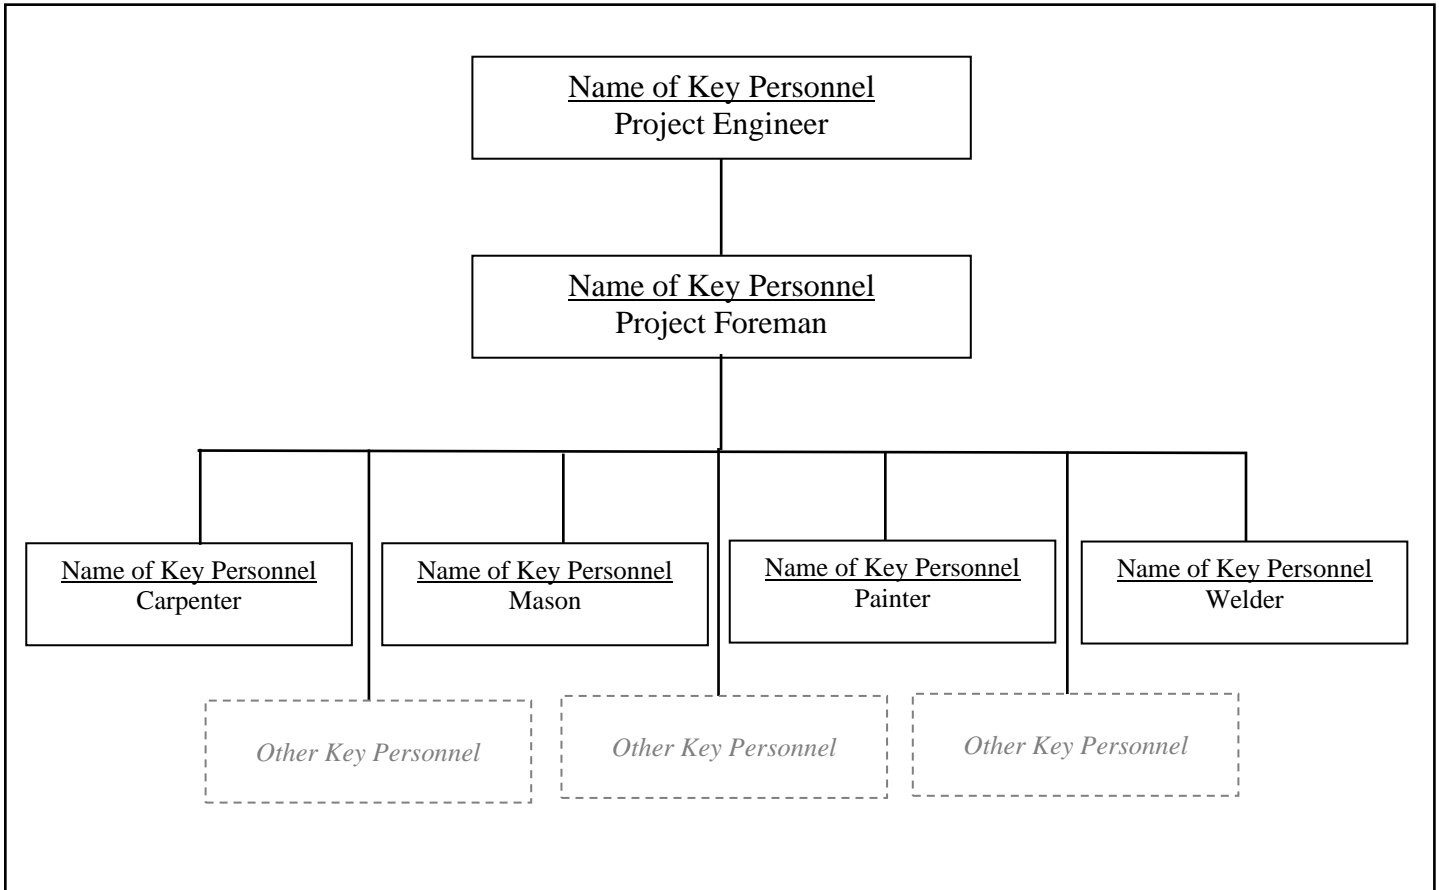 Name of Key Personnel
Project Engineer
Name of Key Personnel
Project Foreman
Name of Key Personnel
Carpenter
Name of Key Personnel
Mason
Name of Key Personnel
Painter
Name of Key Personnel
Welder
Other Key Personnel
Other Key Personnel
Other Key Personnel